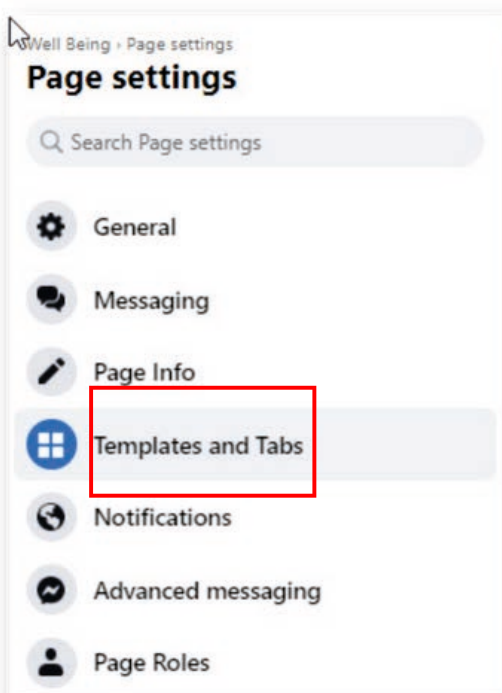 Well Being › Page settings
Page settings
Search Page settings
General
Messaging
Page Info
Templates and Tabs
Notifications
Advanced messaging
Page Roles